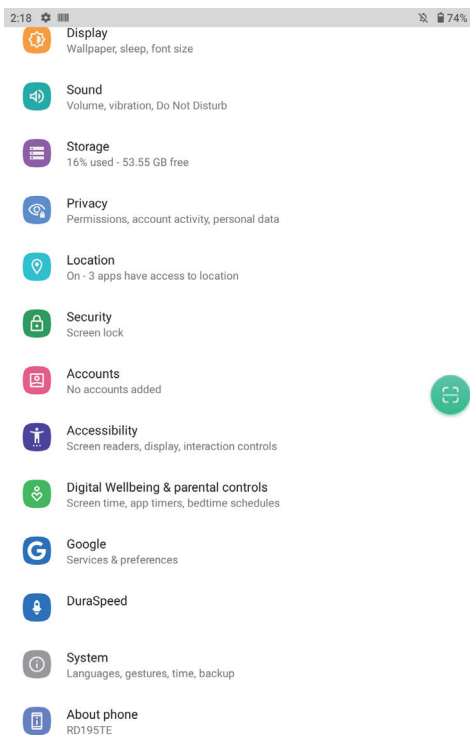 2:18 74%
Display
Wallpaper, sleep, font size
Sound
Volume, vibration, Do Not Disturb
Storage
16% used - 53.55 GB free
Privacy
Permissions, account activity, personal data
Location
On - 3 apps have access to location
Security
Screen lock
Accounts
No accounts added
Accessibility
Screen readers, display, interaction controls
Digital Wellbeing & parental controls
Screen time, app timers, bedtime schedules
Google
Services & preferences
DuraSpeed
System
Languages, gestures, time, backup
About phone
RD195TE